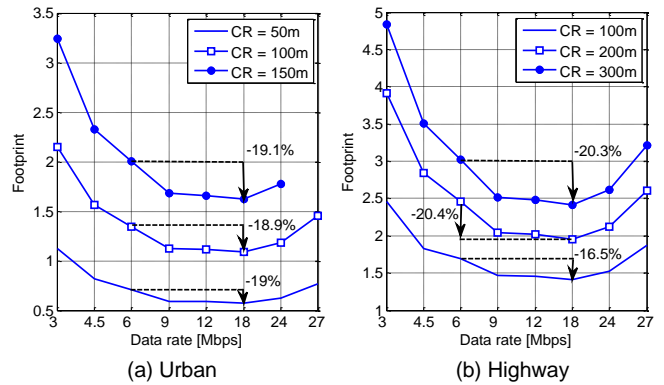 3.5
3
2.5
2
1.5
1
0.5
Footprint
CR = 50m
CR = 100m
CR = 150m
-19.1%
-18.9%
-19%
3 4.5 6 9 12 18 24 27
Data rate [Mbps]
(a) Urban
5
4.5
4
3.5
3
2.5
2
1.5
1
Footprint
CR = 100m
CR = 200m
CR = 300m
-20.3%
-20.4%
-16.5%
3 4.5 6 9 12 18 24 27
Data rate [Mbps]
(b) Highway